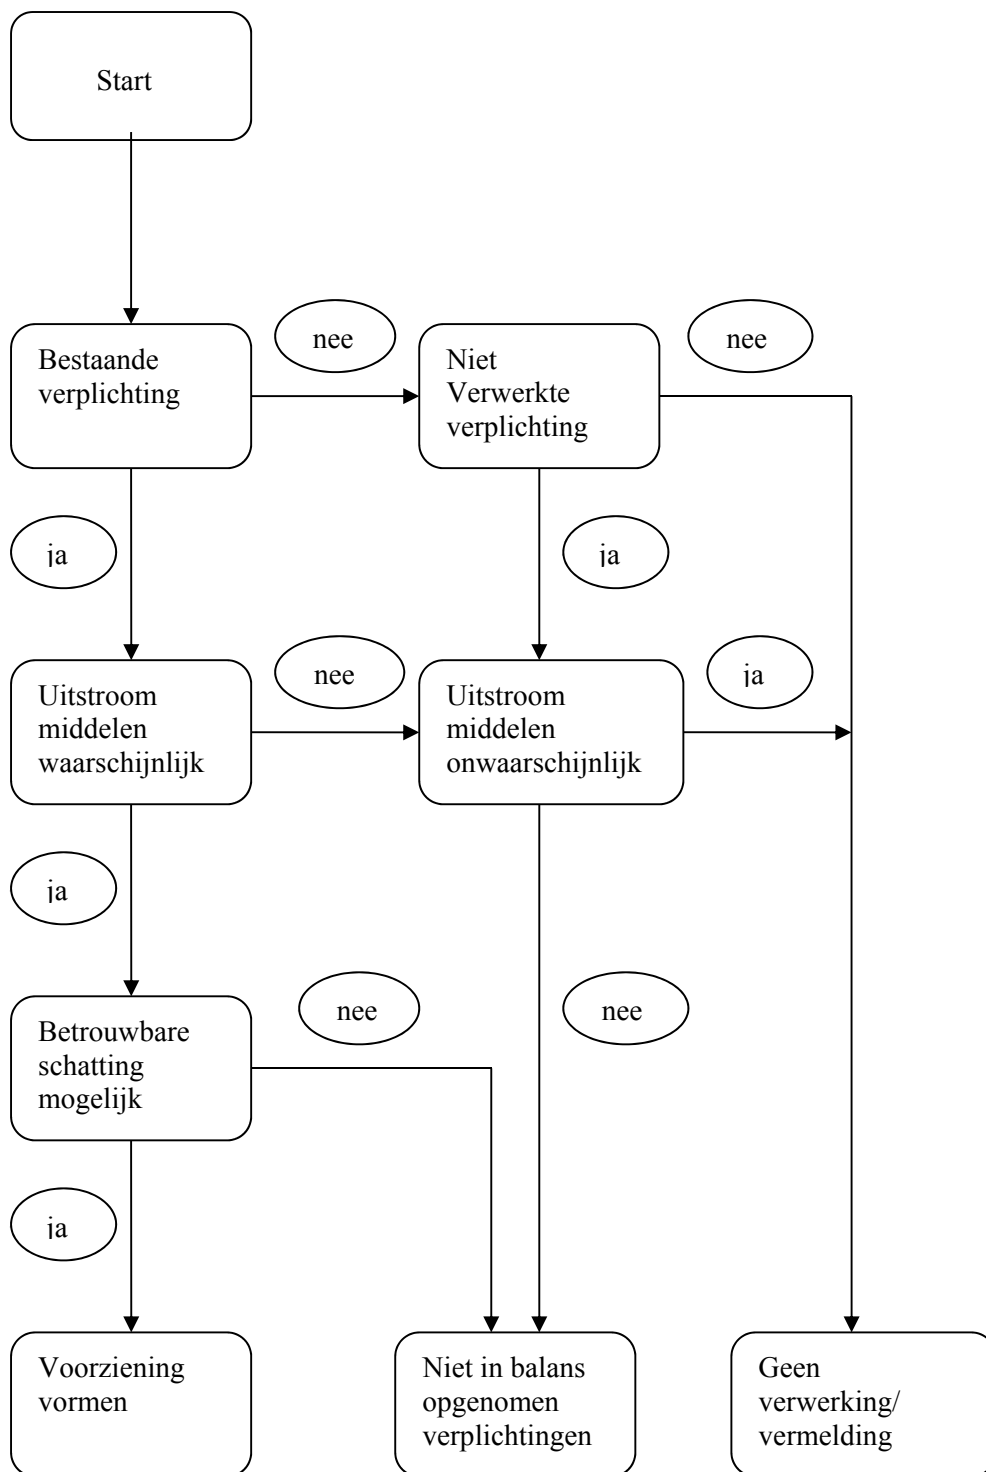 Start
nee
nee
Bestaande
verplichting
Niet
Verwerkte
verplichting
ja
ja
nee
ja
Uitstroom
middelen
waarschijnlijk
Uitstroom
middelen
onwaarschijnlijk
ja
nee
nee
Betrouwbare
schatting
mogelijk
ja
Voorziening
vormen
Niet in balans
opgenomen
verplichtingen
Geen
verwerking/
vermelding